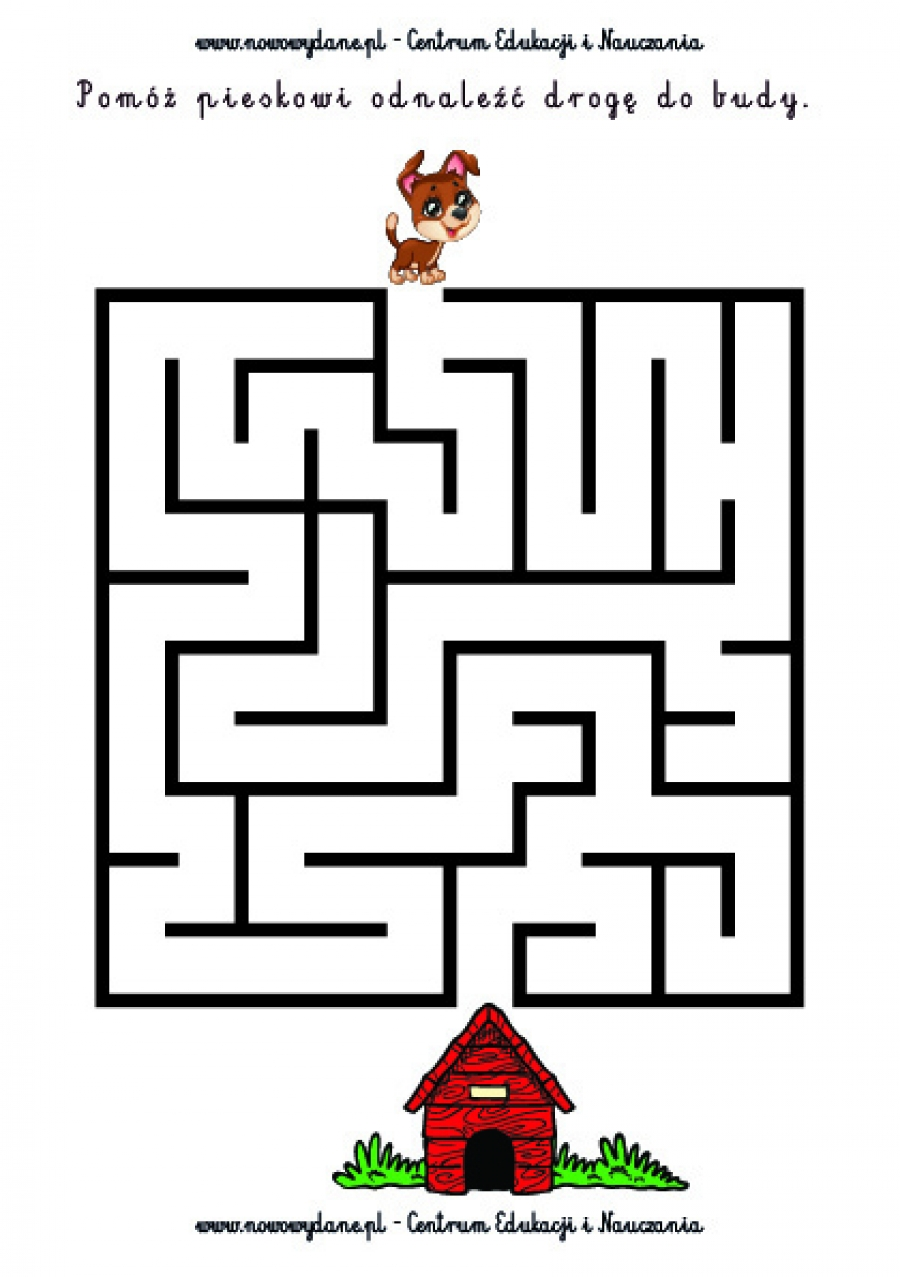 www.nowowydane.pl - Centrum Edukacji i Nauczania
Pomóż pieskowi odnaleźć drogę do budy.
www.nowowydane.pl - Centrum Edukacji i Nauczania